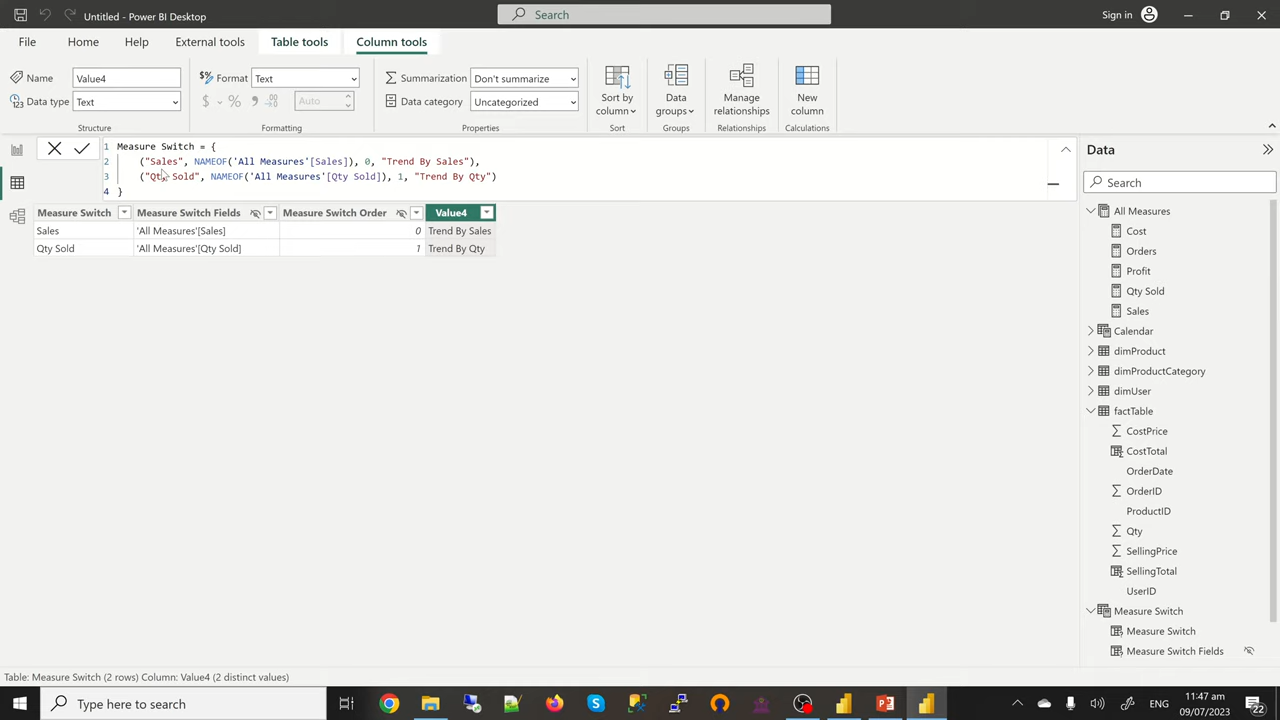 Untitled - Power BI Desktop
Search
Sign in
File
Home
Help
External tools
Table tools
Column tools
Name
Value4
Format
Text
Summarization
Don't summarize
Sort by
column
Data
groups
Manage
relationships
New
column
Data type
Text
$
%
Auto
Data category
Uncategorized
Structure
Formatting
Properties
Sort
Groups
Relationships
Calculations
1 Measure Switch = {
2 ("Sales", NAMEOF('All Measures'[Sales]), 0, "Trend By Sales"),
3 ("Qty Sold", NAMEOF('All Measures'[Qty Sold]), 1, "Trend By Qty")
4 }
Measure Switch
Measure Switch Fields
Measure Switch Order
Value4
Sales
'All Measures'[Sales]
0
Trend By Sales
Qty Sold
'All Measures'[Qty Sold]
1
Trend By Qty
Data
Search
All Measures
Cost
Orders
Profit
Qty Sold
Sales
Calendar
dimProduct
dimProductCategory
dimUser
factTable
CostPrice
CostTotal
OrderDate
OrderID
ProductID
Qty
SellingPrice
SellingTotal
UserID
Measure Switch
Measure Switch
Measure Switch Fields
Table: Measure Switch (2 rows) Column: Value4 (2 distinct values)
Type here to search
ENG
11:47 am
09/07/2023
22